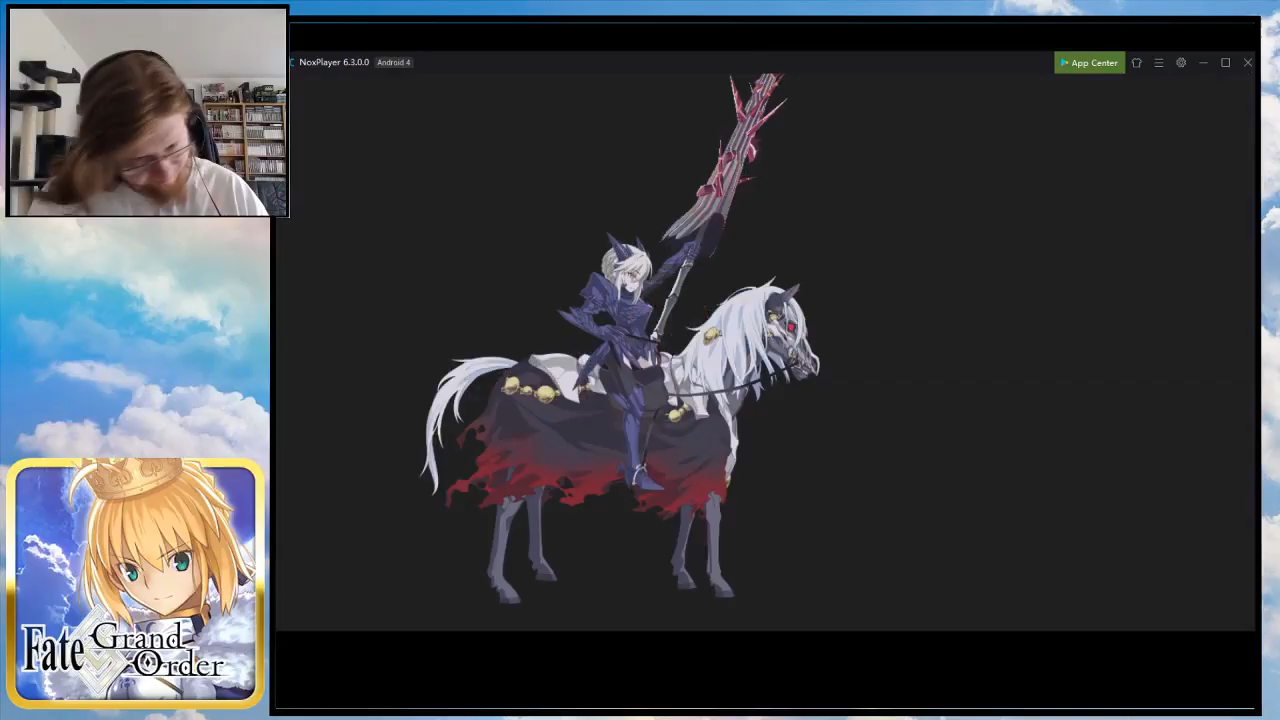 NoxPlayer 6.3.0.0
Android 4
App Center
Fate
Grand
Order